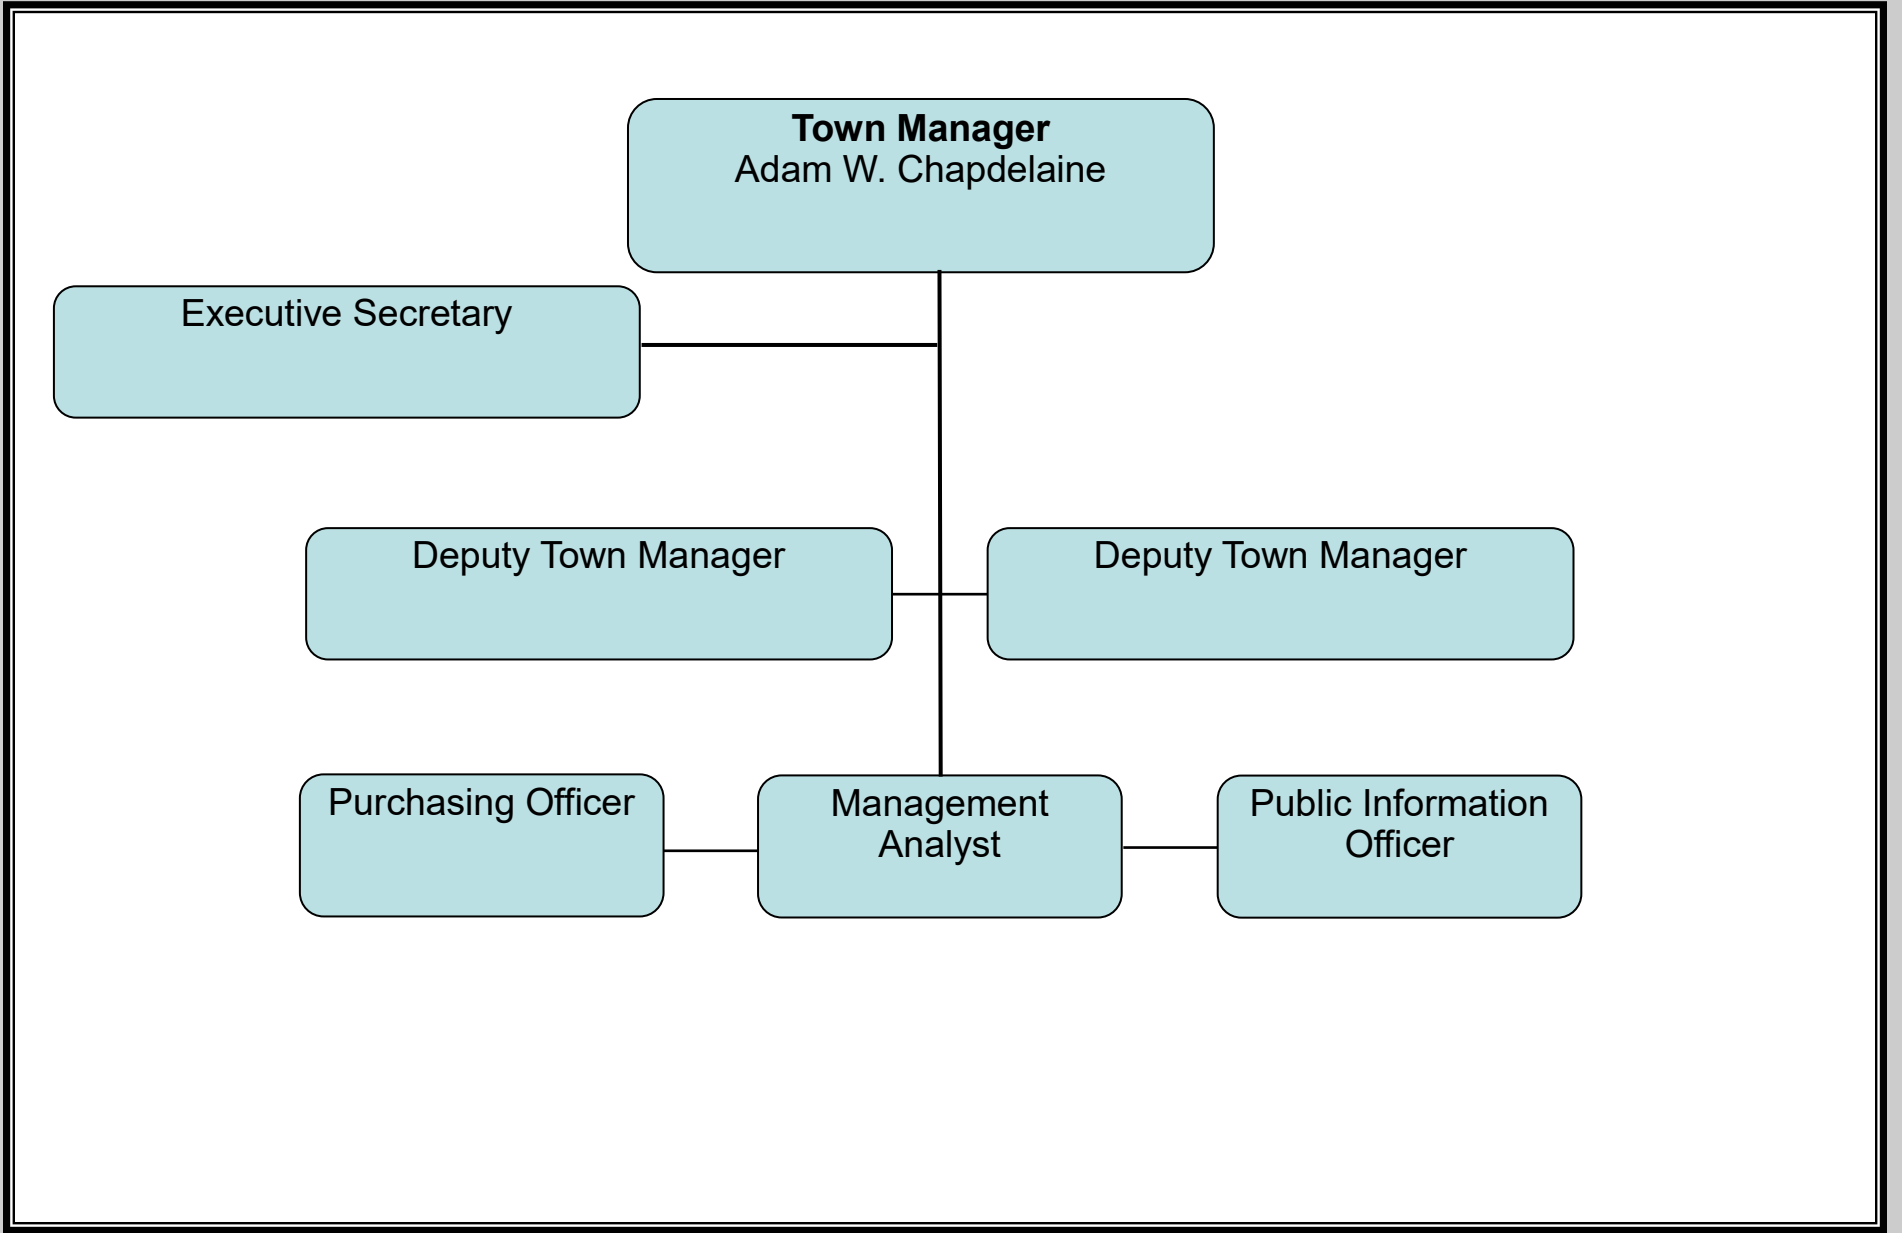 Town Manager
Adam W. Chapdelaine
Executive Secretary
Deputy Town Manager
Deputy Town Manager
Purchasing Officer
Management
Analyst
Public Information
Officer